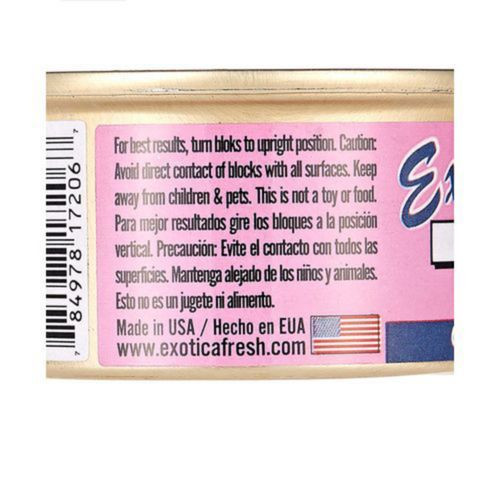 For best results, turn bloks to upright position. Caution:
Avoid direct contact of blocks with all surfaces. Keep
away from children & pets. This is not a toy or food.
Para mejor resultados gire los bloques a la posición
vertical. Precaución: Evite el contacto con todos las
superficies. Mantenga alejado de los niños y animales.
Esto no es un jugete ni alimento.
Made in USA / Hecho en EUA
www.exoticafresh.com
7 84978 17206 7
Ex